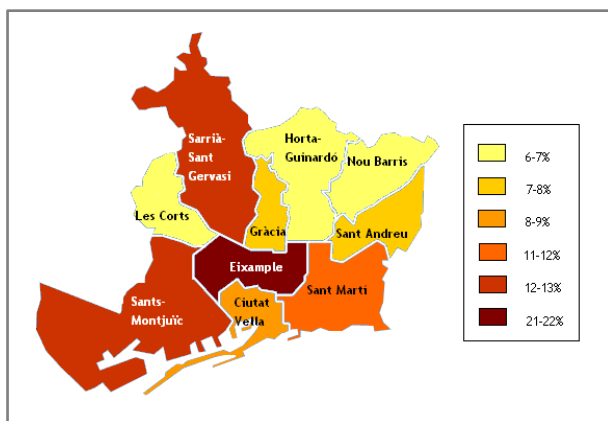 Sarrià-
Sant
Gervasi
Horta-
Guinardó
Nou Barris
Les Corts
Gràcia
Sant Andreu
Eixample
Sants-
Montjuïc
Ciutat
Vella
Sant Martí
6-7%
7-8%
8-9%
11-12%
12-13%
21-22%